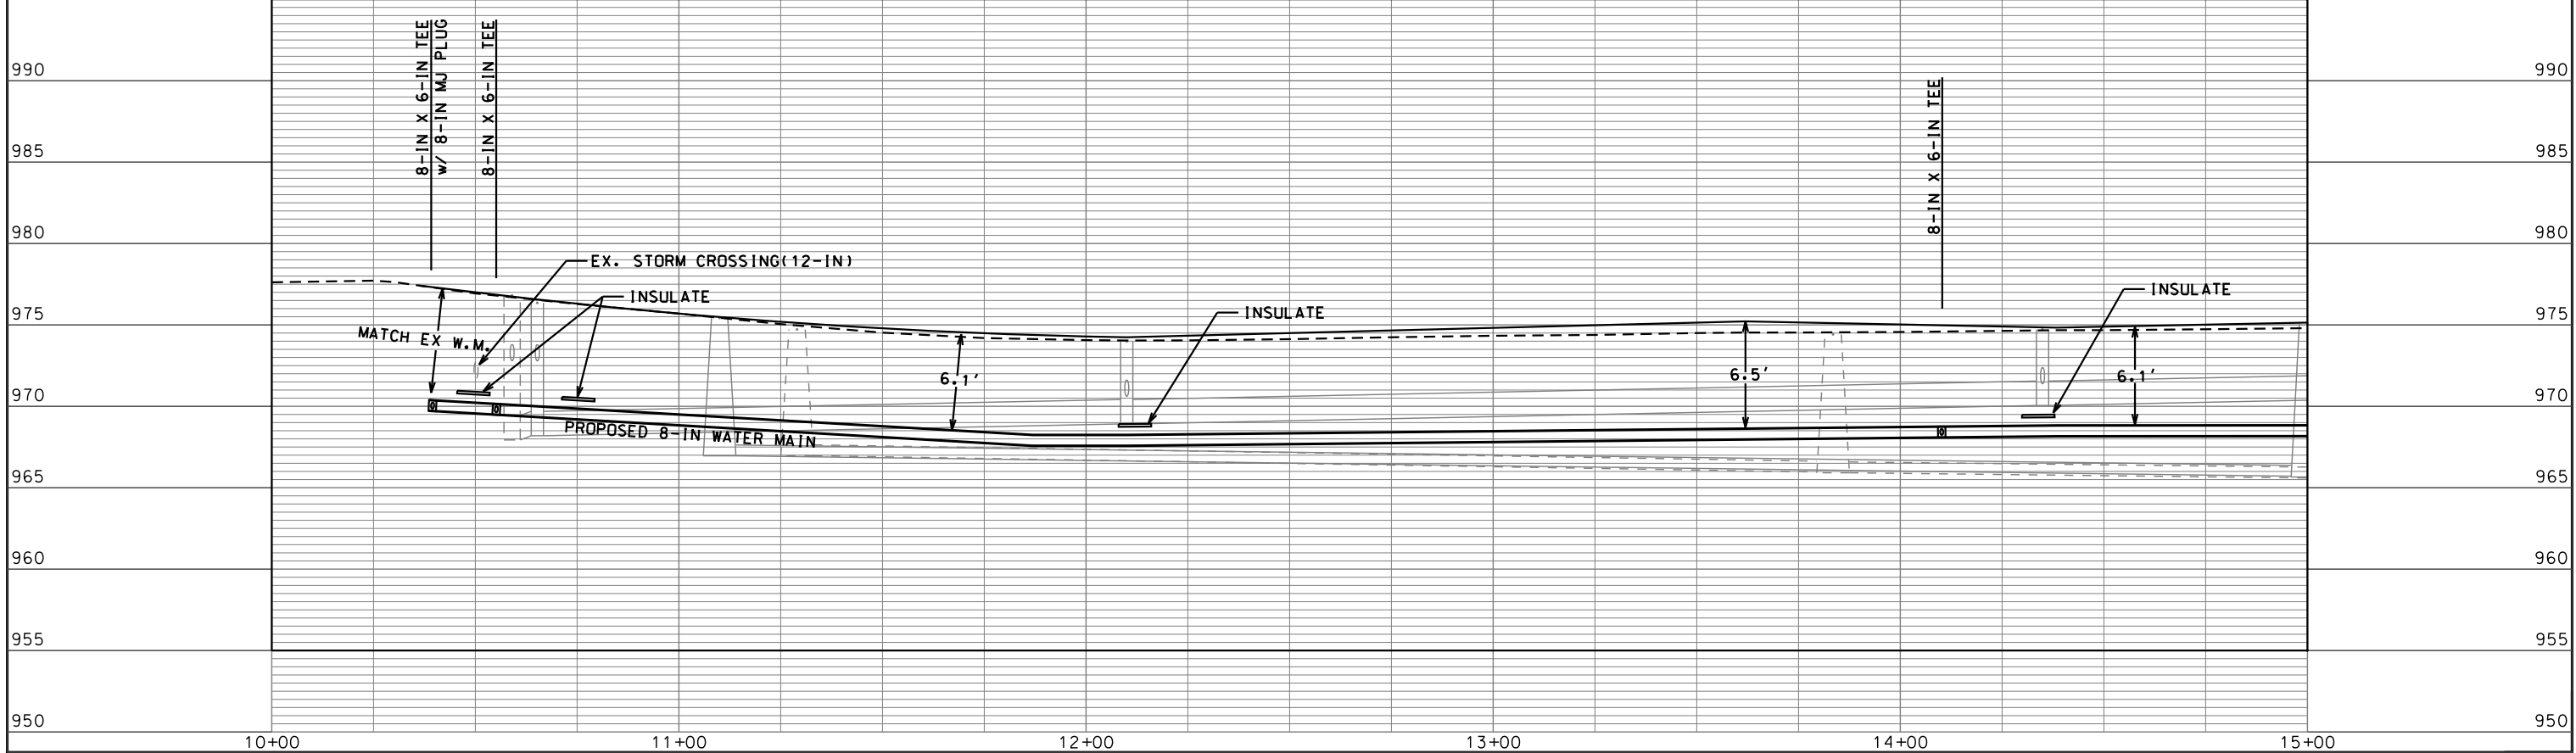 8-IN X 6-IN TEE
W/ 8-IN MJ PLUG
8-IN X 6-IN TEE
8-IN X 6-IN TEE
990
990
985
985
980
980
EX. STORM CROSSING(12-IN)
INSULATE
INSULATE
INSULATE
975
975
MATCH EX W.M.
6.1'
6.5'
6.1'
970
970
PROPOSED 8-IN WATER MAIN
965
965
960
960
955
955
950
950
10+00
11+00
12+00
13+00
14+00
15+00